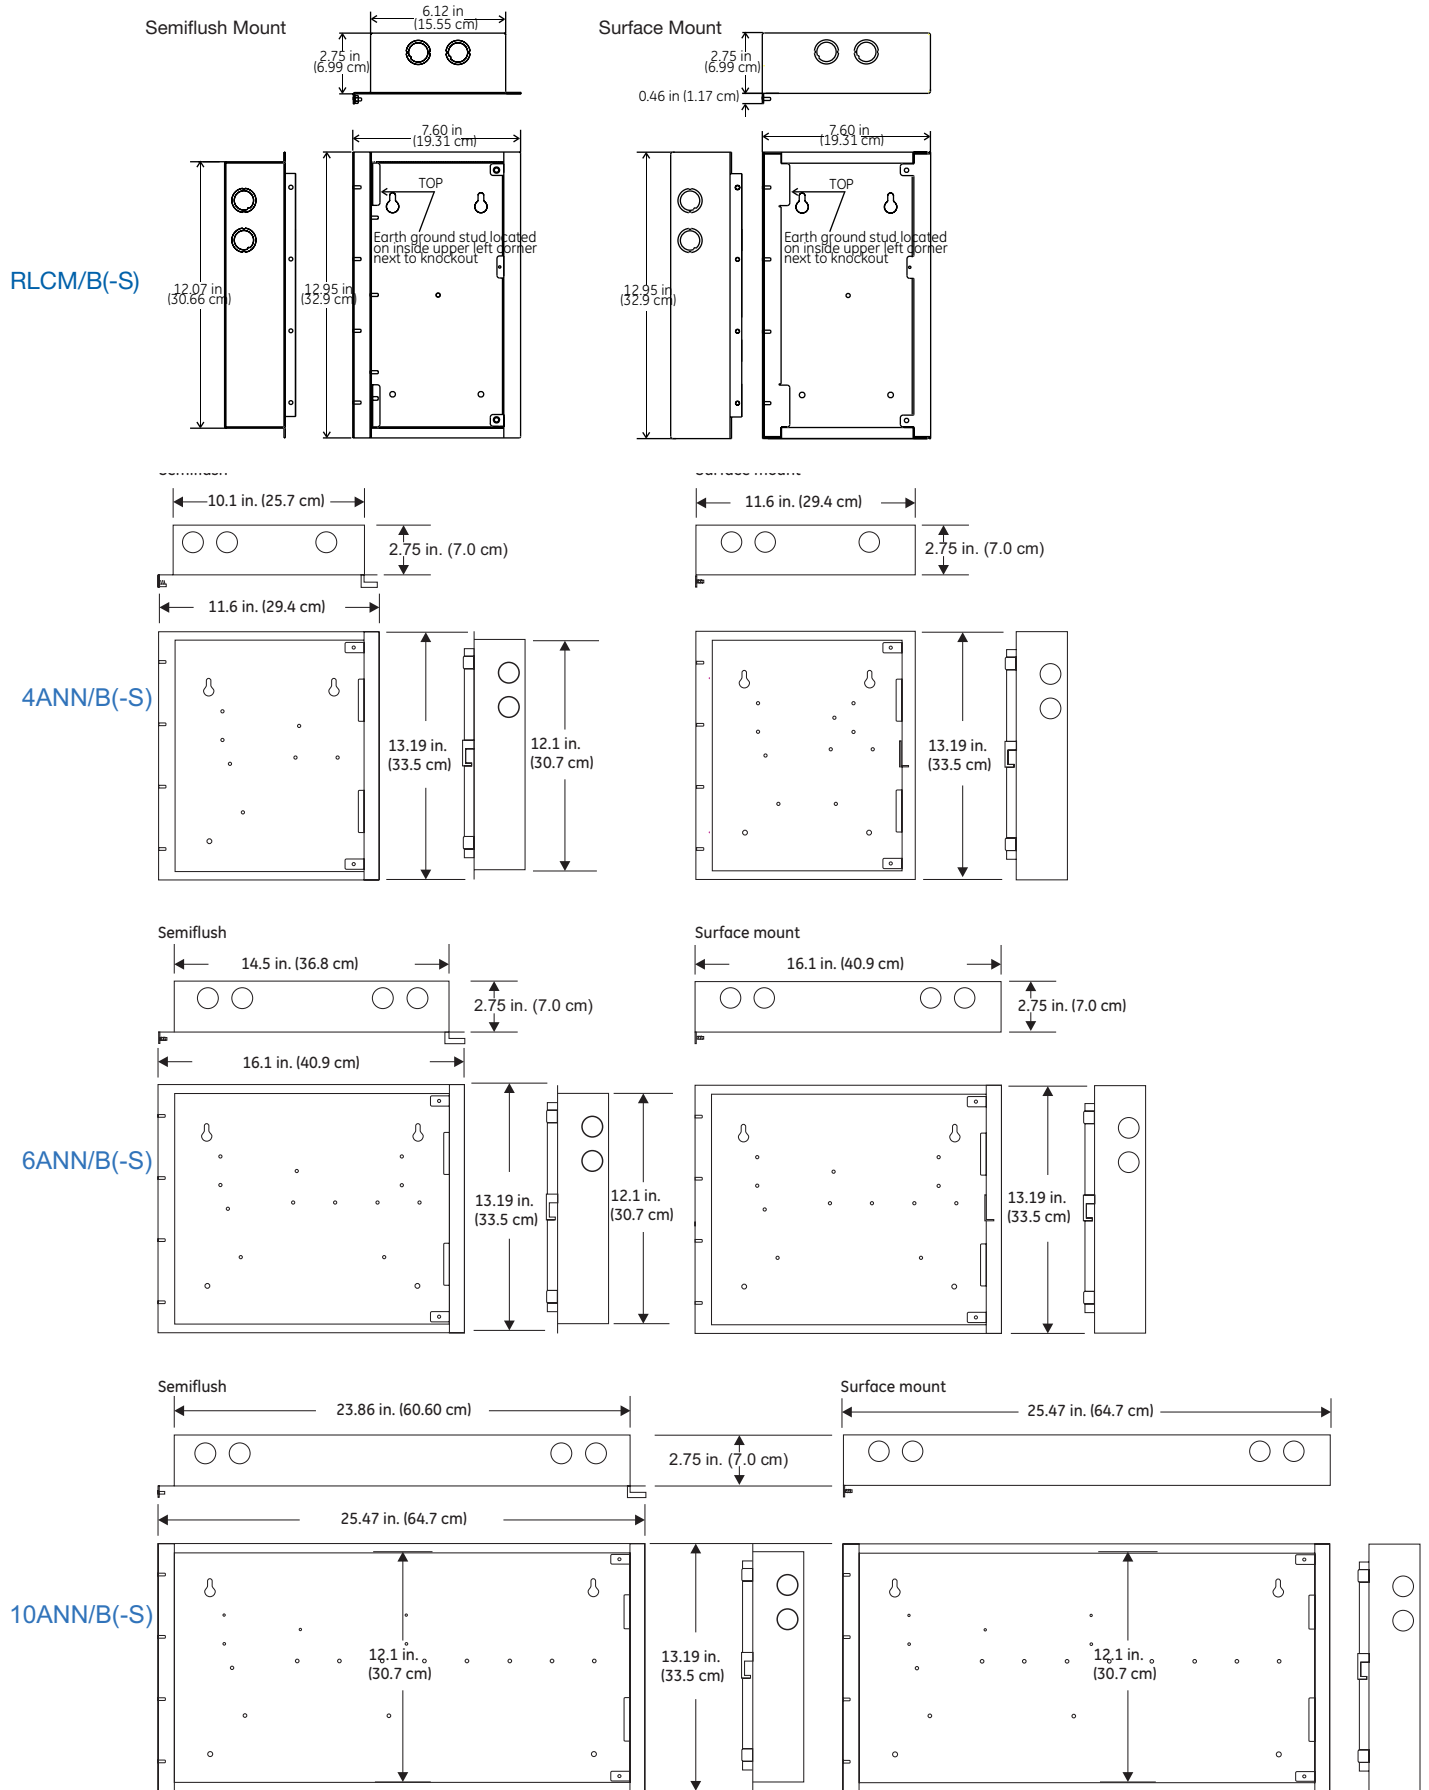 Semiflush Mount
6.12 in
(15.55 cm)
2.75 in
(6.99 cm)
Surface Mount
2.75 in
(6.99 cm)
0.46 in (1.17 cm)
7.60 in
(19.31 cm)
TOP
Earth ground stud located
on inside upper left corner
next to knockout
12.07 in
(30.66 cm)
12.95 in
(32.9 cm)
7.60 in
(19.31 cm)
TOP
Earth ground stud located
on inside upper left corner
next to knockout
12.95 in
(32.9 cm)
RLCM/B(-S)
Semiflush
10.1 in. (25.7 cm)
2.75 in. (7.0 cm)
11.6 in. (29.4 cm)
Surface mount
11.6 in. (29.4 cm)
2.75 in. (7.0 cm)
4ANN/B(-S)
13.19 in.
(33.5 cm)
12.1 in.
(30.7 cm)
13.19 in.
(33.5 cm)
Semiflush
14.5 in. (36.8 cm)
2.75 in. (7.0 cm)
16.1 in. (40.9 cm)
Surface mount
16.1 in. (40.9 cm)
2.75 in. (7.0 cm)
6ANN/B(-S)
13.19 in.
(33.5 cm)
12.1 in.
(30.7 cm)
13.19 in.
(33.5 cm)
Semiflush
23.86 in. (60.60 cm)
2.75 in. (7.0 cm)
25.47 in. (64.7 cm)
Surface mount
25.47 in. (64.7 cm)
10ANN/B(-S)
12.1 in.
(30.7 cm)
13.19 in.
(33.5 cm)
12.1 in.
(30.7 cm)